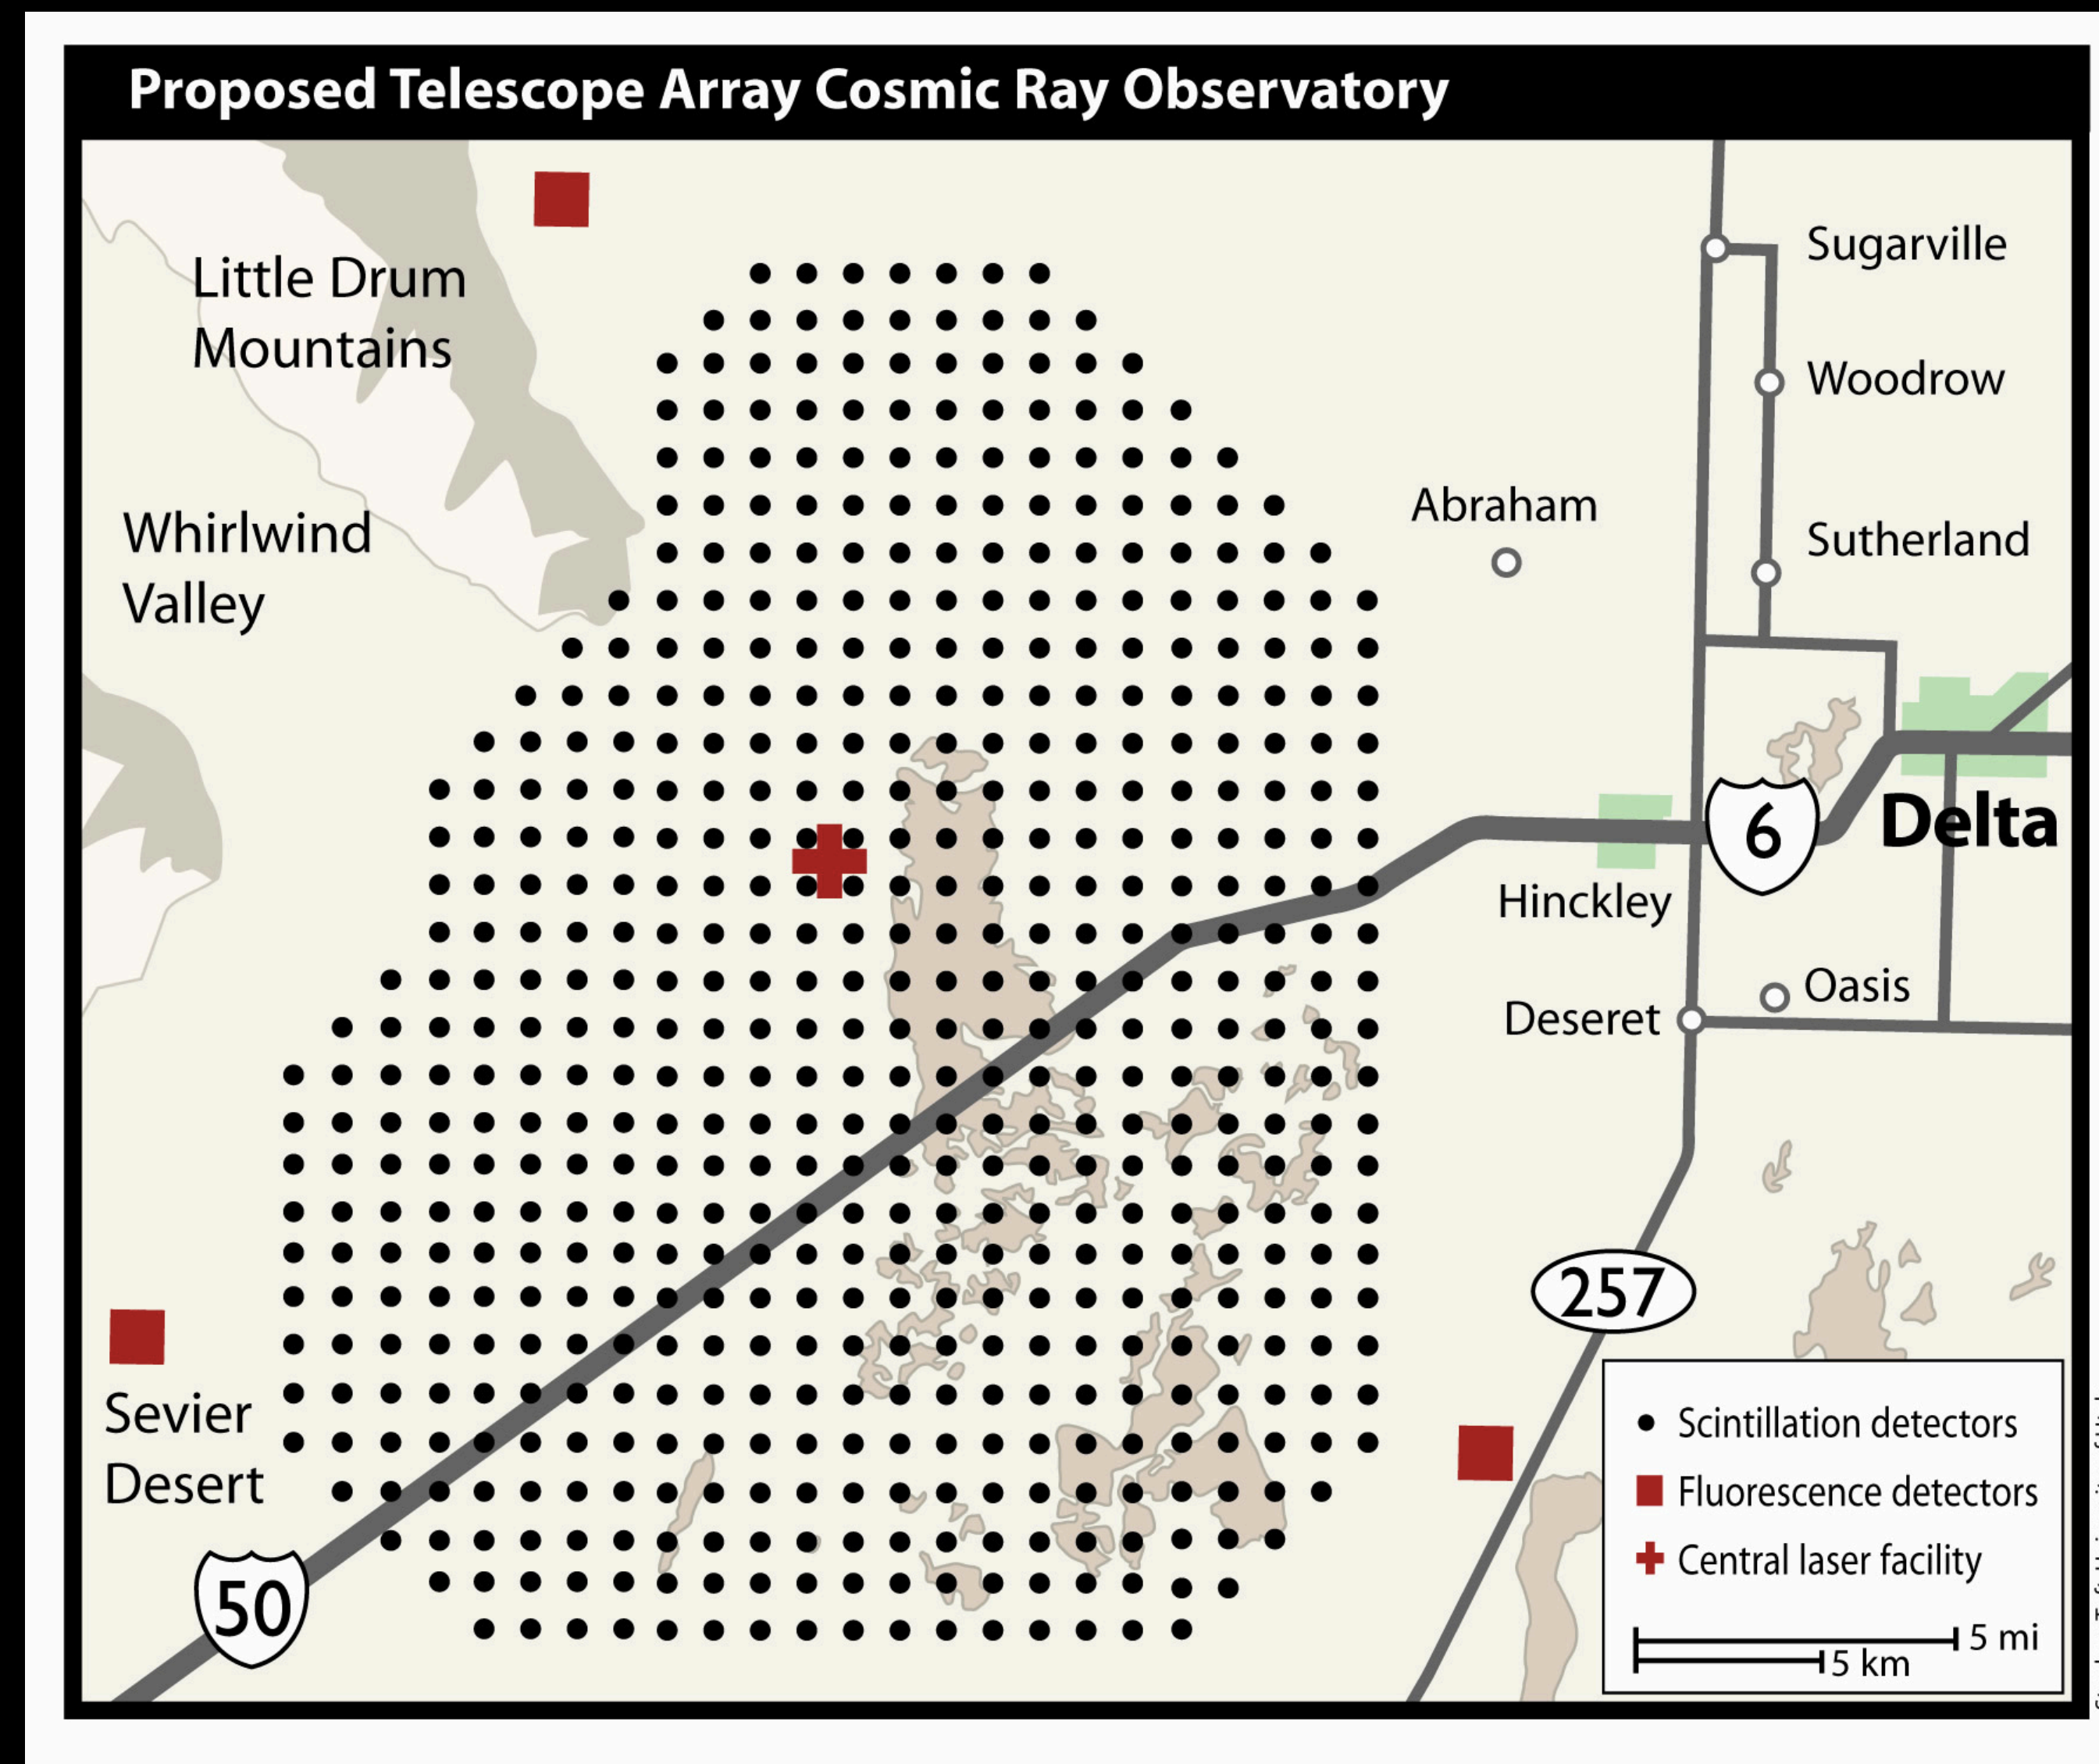 Proposed Telescope Array Cosmic Ray Observatory
Little Drum
Mountains
Whirlwind
Valley
Sugarville
Woodrow
Abraham
Sutherland
6
Delta
Hinckley
Oasis
Deseret
257
Sevier
Desert
50
Scintillation detectors
Fluorescence detectors
Central laser facility
5 mi
5 km